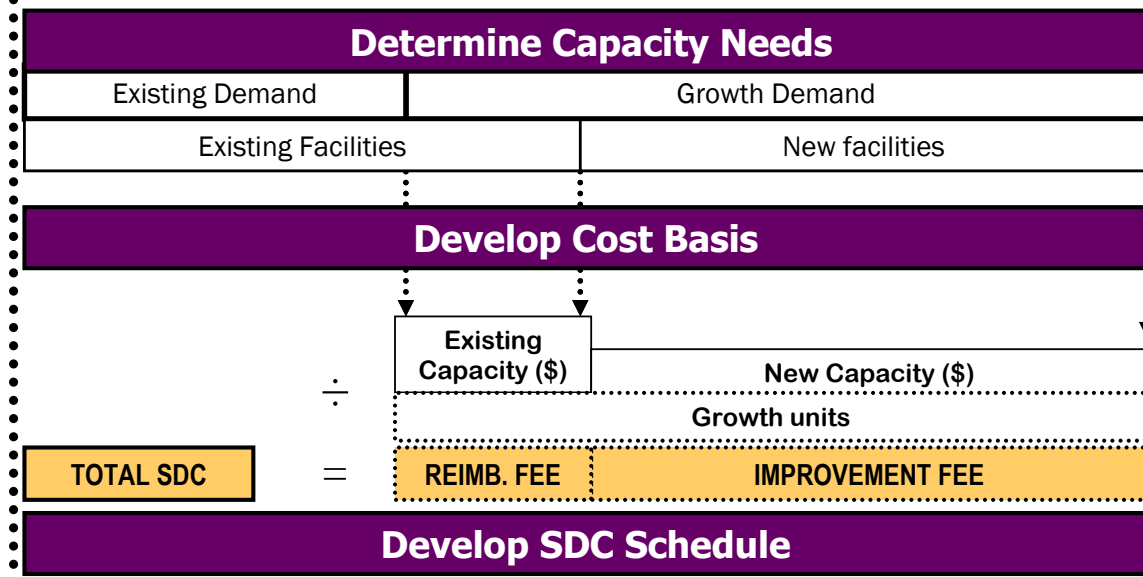 Determine Capacity Needs
Existing Demand
Growth Demand
Existing Facilities
New facilities
Develop Cost Basis
Existing
Capacity ($)
New Capacity ($)
÷
Growth units
TOTAL SDC
=
REIMB. FEE
IMPROVEMENT FEE
Develop SDC Schedule